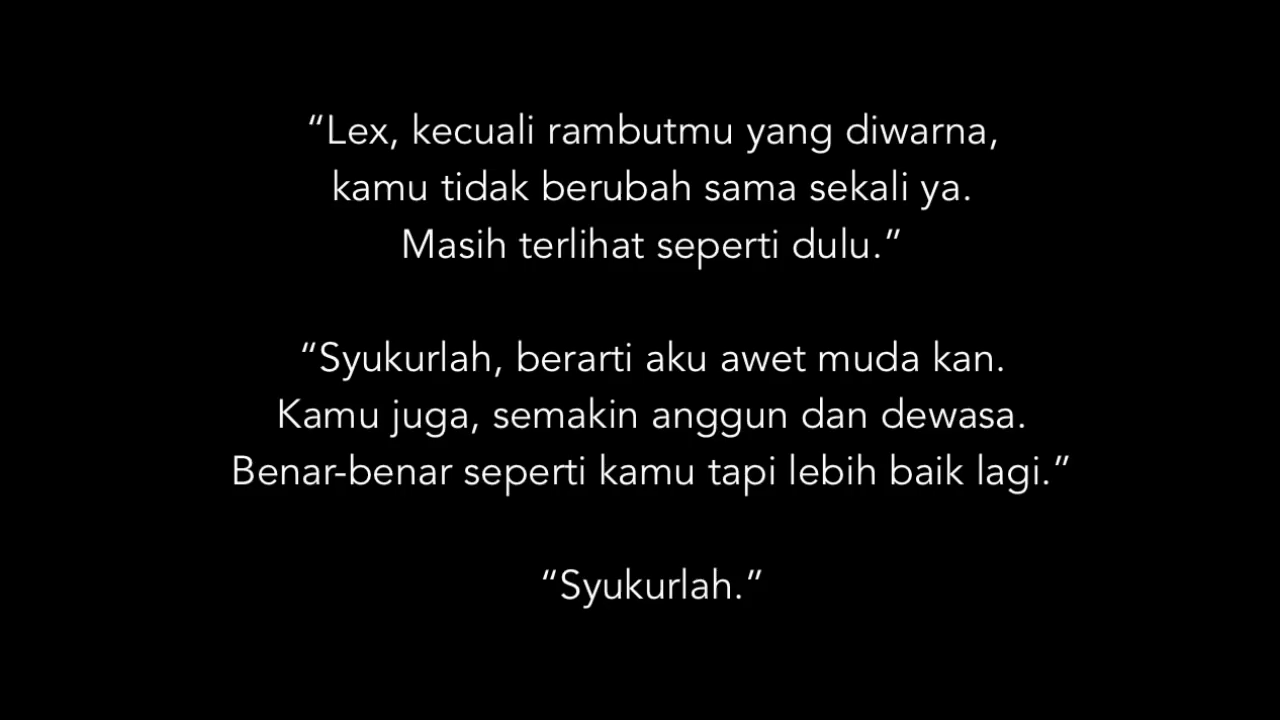 “Lex, kecuali rambutmu yang diwarna,
kamu tidak berubah sama sekali ya.
Masih terlihat seperti dulu.”
“Syukurlah, berarti aku awet muda kan.
Kamu juga, semakin anggun dan dewasa.
Benar-benar seperti kamu tapi lebih baik lagi.”
“Syukurlah.”